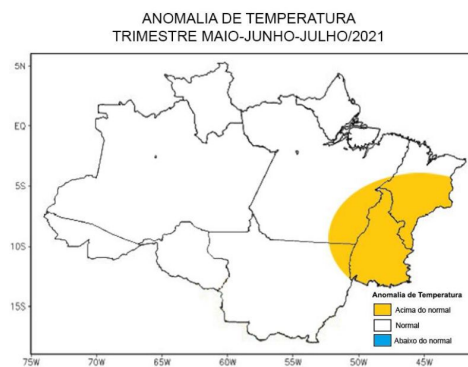 ANOMALIA DE TEMPERATURA
TRIMESTRE MAIO-JUNHO-JULHO/2021
5N
EQ
5S
10S
15S
Anomalia de Temperatura
Acima do normal
Normal
Abaixo do normal
75W 70W 65W 60W 55W 50W 45W